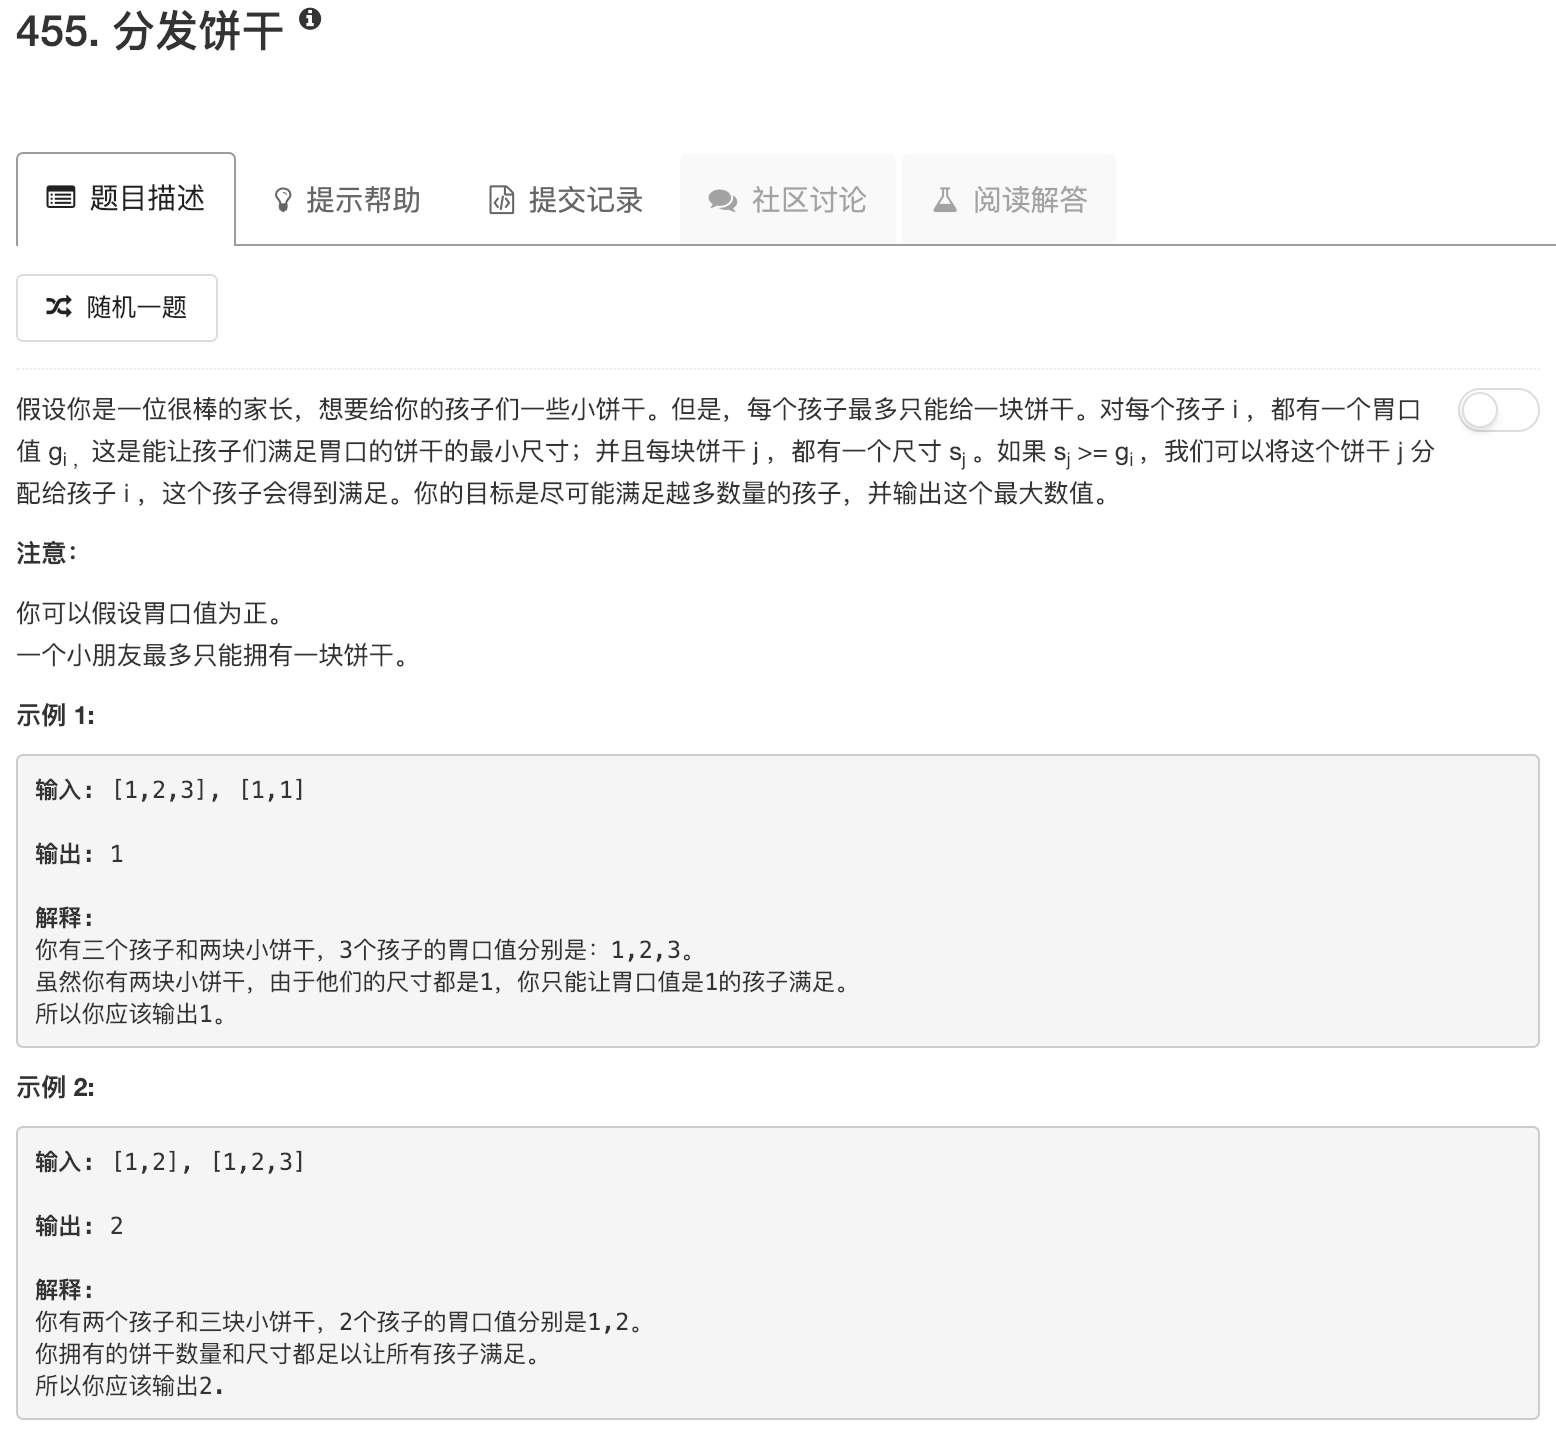 455. 分发饼干
题目描述
提示帮助
提交记录
社区讨论
阅读解答
随机一题
假设你是一位很棒的家长，想要给你的孩子们一些小饼干。但是，每个孩子最多只能给一块饼干。对每个孩子 i ，都有一个胃口
值 gi ，这是能让孩子们满足胃口的饼干的最小尺寸；并且每块饼干 j ，都有一个尺寸 sj 。如果 sj >= gi ，我们可以将这个饼干 j 分
配给孩子 i ，这个孩子会得到满足。你的目标是尽可能满足越多数量的孩子，并输出这个最大数值。
注意：
你可以假设胃口值为正。
一个小朋友最多只能拥有一块饼干。
示例 1:
输入: [1,2,3], [1,1]
输出: 1
解释:
你有三个孩子和两块小饼干，3个孩子的胃口值分别是：1,2,3。
虽然你有两块小饼干，由于他们的尺寸都是1，你只能让胃口值是1的孩子满足。
所以你应该输出1。
示例 2:
输入: [1,2], [1,2,3]
输出: 2
解释:
你有两个孩子和三块小饼干，2个孩子的胃口值分别是1,2。
你拥有的饼干数量和尺寸都足以让所有孩子满足。
所以你应该输出2.